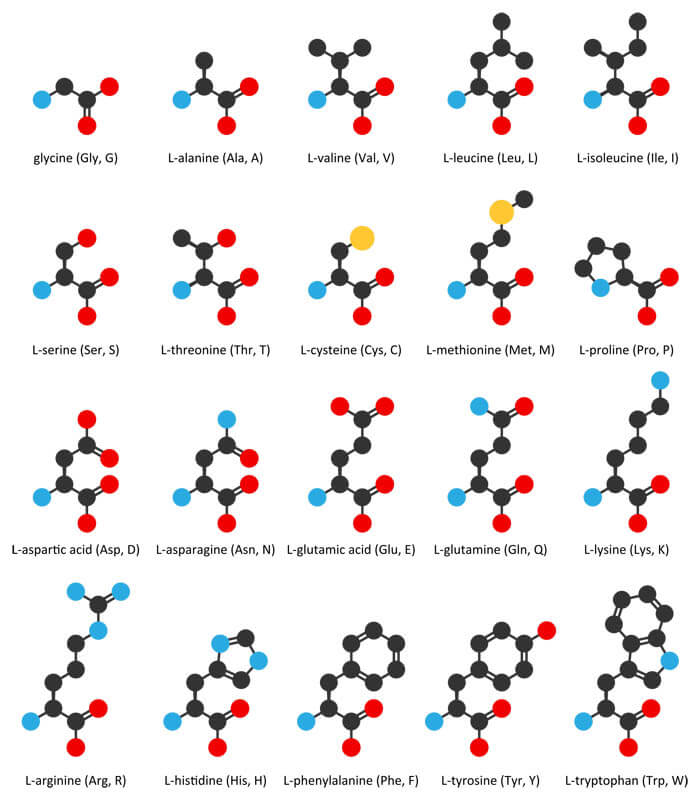 glycine (Gly, G)
L-alanine (Ala, A)
L-valine (Val, V)
L-leucine (Leu, L)
L-isoleucine (Ile, I)
L-serine (Ser, S)
L-threonine (Thr, T)
L-cysteine (Cys, C)
L-methionine (Met, M)
L-proline (Pro, P)
L-aspartic acid (Asp, D)
L-asparagine (Asn, N)
L-glutamic acid (Glu, E)
L-glutamine (Gln, Q)
L-lysine (Lys, K)
L-arginine (Arg, R)
L-histidine (His, H)
L-phenylalanine (Phe, F)
L-tyrosine (Tyr, Y)
L-tryptophan (Trp, W)